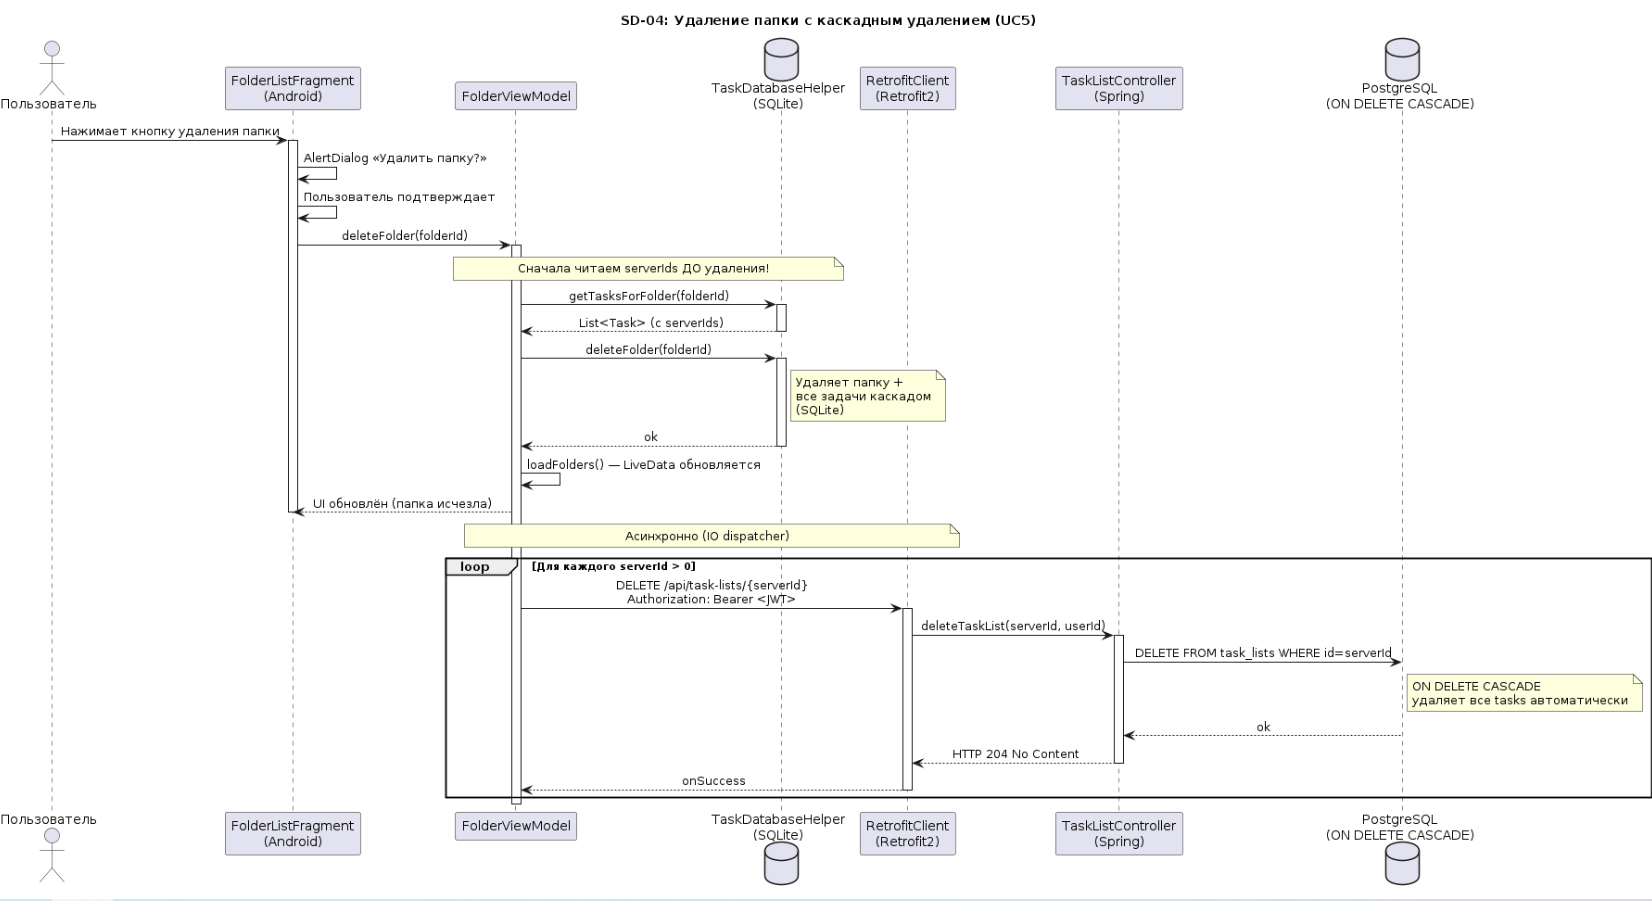 SD-04: Удаление папки с каскадным удалением (UC5)
Пользователь
FolderListFragment
(Android)
FolderViewModel
TaskDatabaseHelper
(SQLite)
RetrofitClient
(Retrofit2)
TaskListController
(Spring)
PostgreSQL
(ON DELETE CASCADE)
Нажимает кнопку удаления папки
AlertDialog «Удалить папку?»
Пользователь подтверждает
deleteFolder(folderId)
Сначала читаем serverIds ДО удаления!
getTasksForFolder(folderId)
List<Task> (с serverIds)
deleteFolder(folderId)
Удаляет папку +
все задачи каскадом
(SQLite)
ok
loadFolders() — LiveData обновляется
UI обновлён (папка исчезла)
Асинхронно (IO dispatcher)
loop
[Для каждого serverId > 0]
DELETE /api/task-lists/{serverId}
Authorization: Bearer <JWT>
deleteTaskList(serverId, userId)
DELETE FROM task_lists WHERE id=serverId
ON DELETE CASCADE
удаляет все tasks автоматически
ok
HTTP 204 No Content
onSuccess
Пользователь
FolderListFragment
(Android)
FolderViewModel
TaskDatabaseHelper
(SQLite)
RetrofitClient
(Retrofit2)
TaskListController
(Spring)
PostgreSQL
(ON DELETE CASCADE)